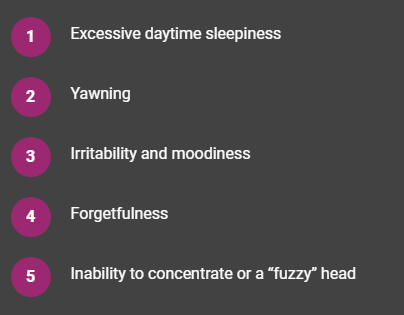 1 Excessive daytime sleepiness
2 Yawning
3 Irritability and moodiness
4 Forgetfulness
5 Inability to concentrate or a “fuzzy” head